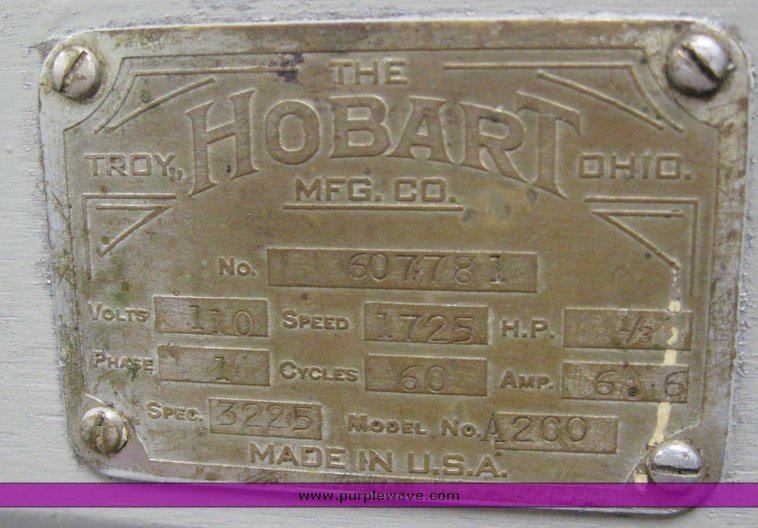 THE
HOBART
TROY, OHIO.
MFG. CO.
No. 607781
VOLTS 110 SPEED 1725 H.P. 1/3
PHASE 1 CYCLES 60 AMP. 6.6
SPEC. 3225 MODEL NO. A200
MADE IN U.S.A.
www.purplewave.com